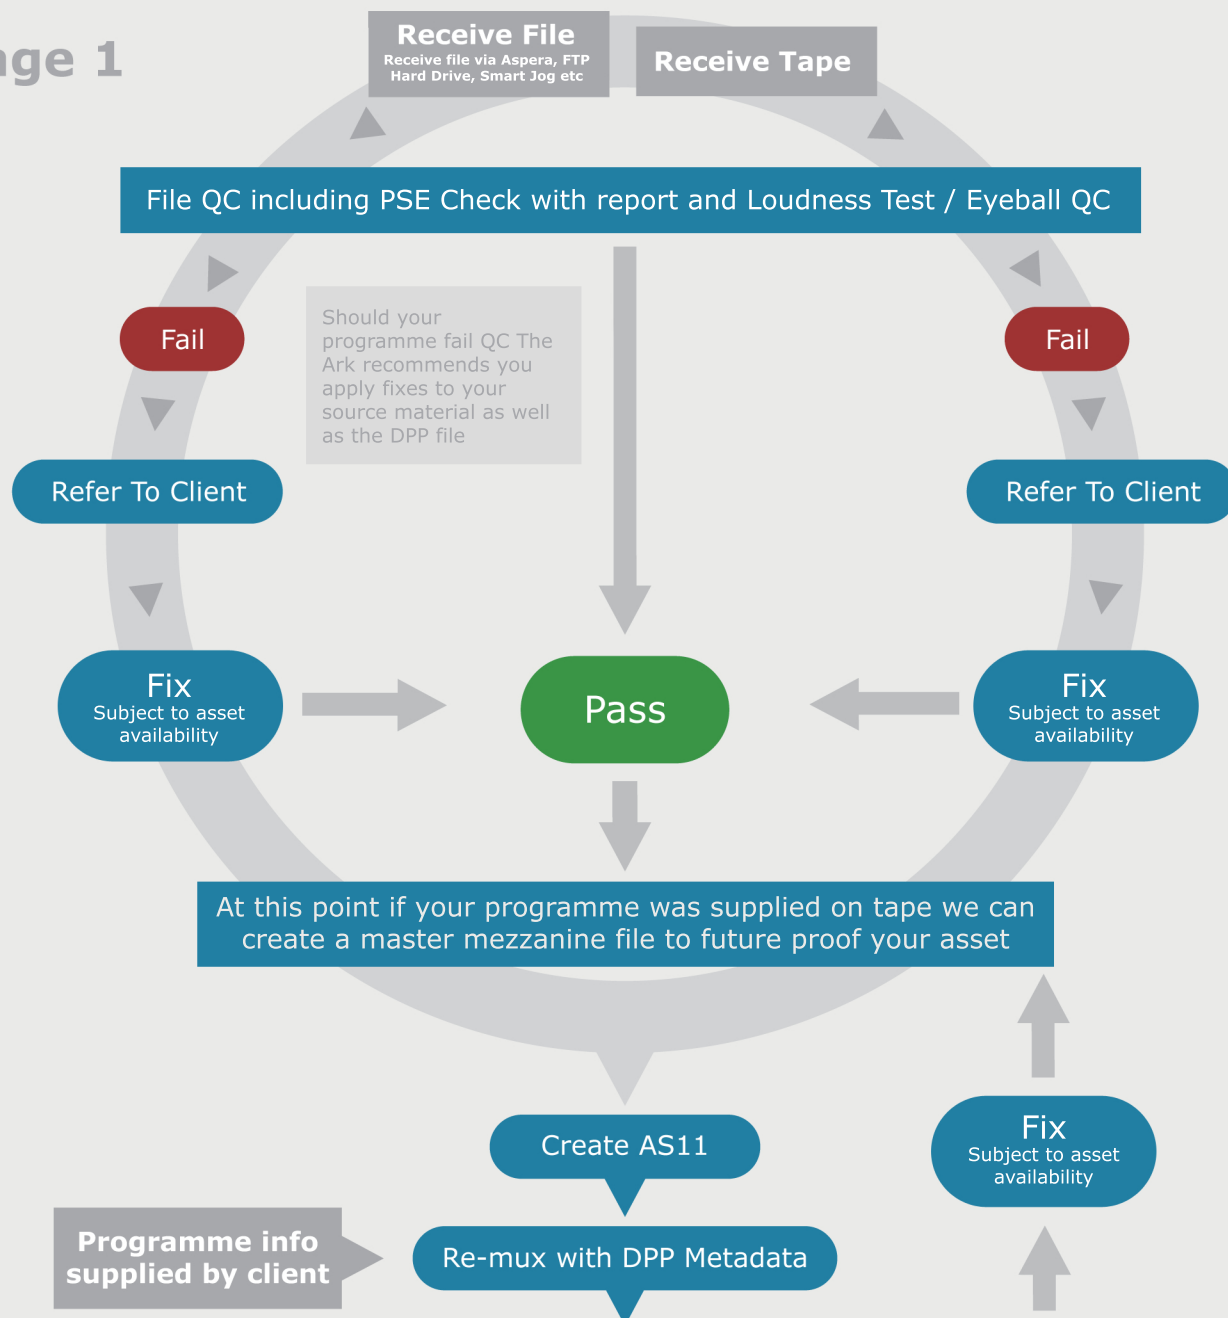 1
Receive File
Receive file via Aspera, FTP
Hard Drive, Smart Jog etc
Receive Tape
File QC including PSE Check with report and Loudness Test / Eyeball QC
Should your
programme fail QC The
Ark recommends you
apply fixes to your
source material as well
as the DPP file
Fail
Fail
Refer To Client
Refer To Client
Fix
Subject to asset
availability
Pass
Fix
Subject to asset
availability
At this point if your programme was supplied on tape we can
create a master mezzanine file to future proof your asset
Create AS11
Fix
Subject to asset
availability
Programme info
supplied by client
Re-mux with DPP Metadata